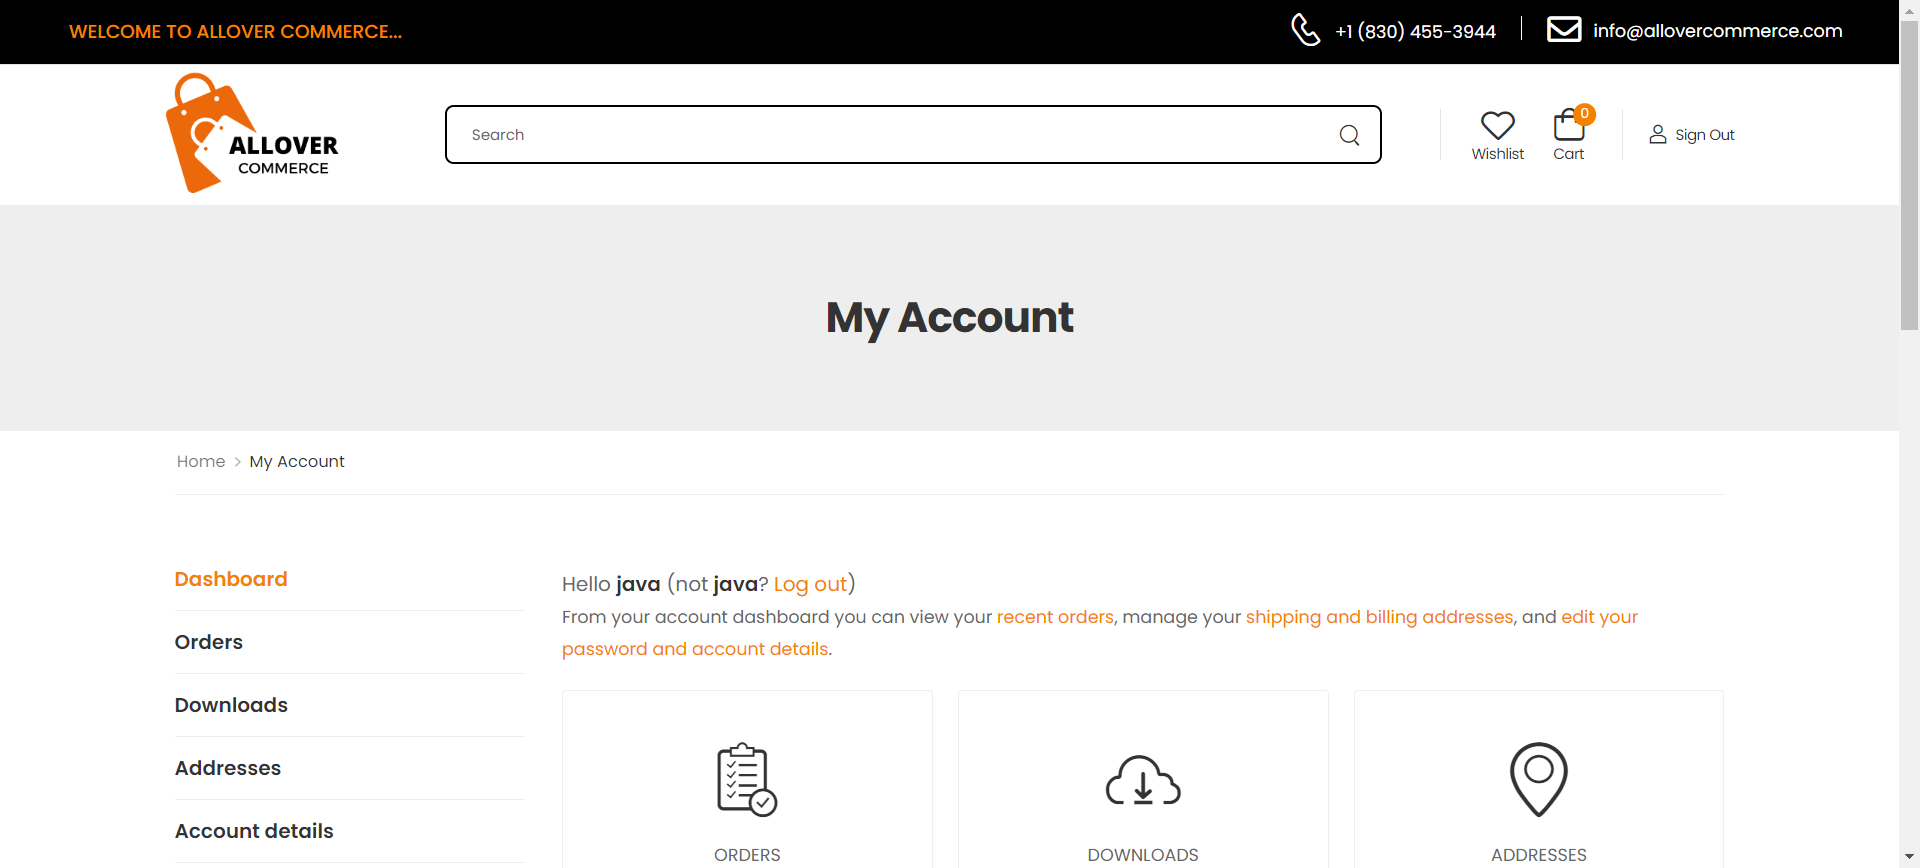 WELCOME TO ALLOVER COMMERCE...
+1 (830) 455-3944
info@allovercommerce.com
ALLOVER
COMMERCE
Search
Wishlist
0
Cart
Sign Out
My Account
Home > My Account
Dashboard
Orders
Downloads
Addresses
Account details
Hello java (not java? Log out)
From your account dashboard you can view your recent orders, manage your shipping and billing addresses, and edit your
password and account details.
ORDERS
DOWNLOADS
ADDRESSES